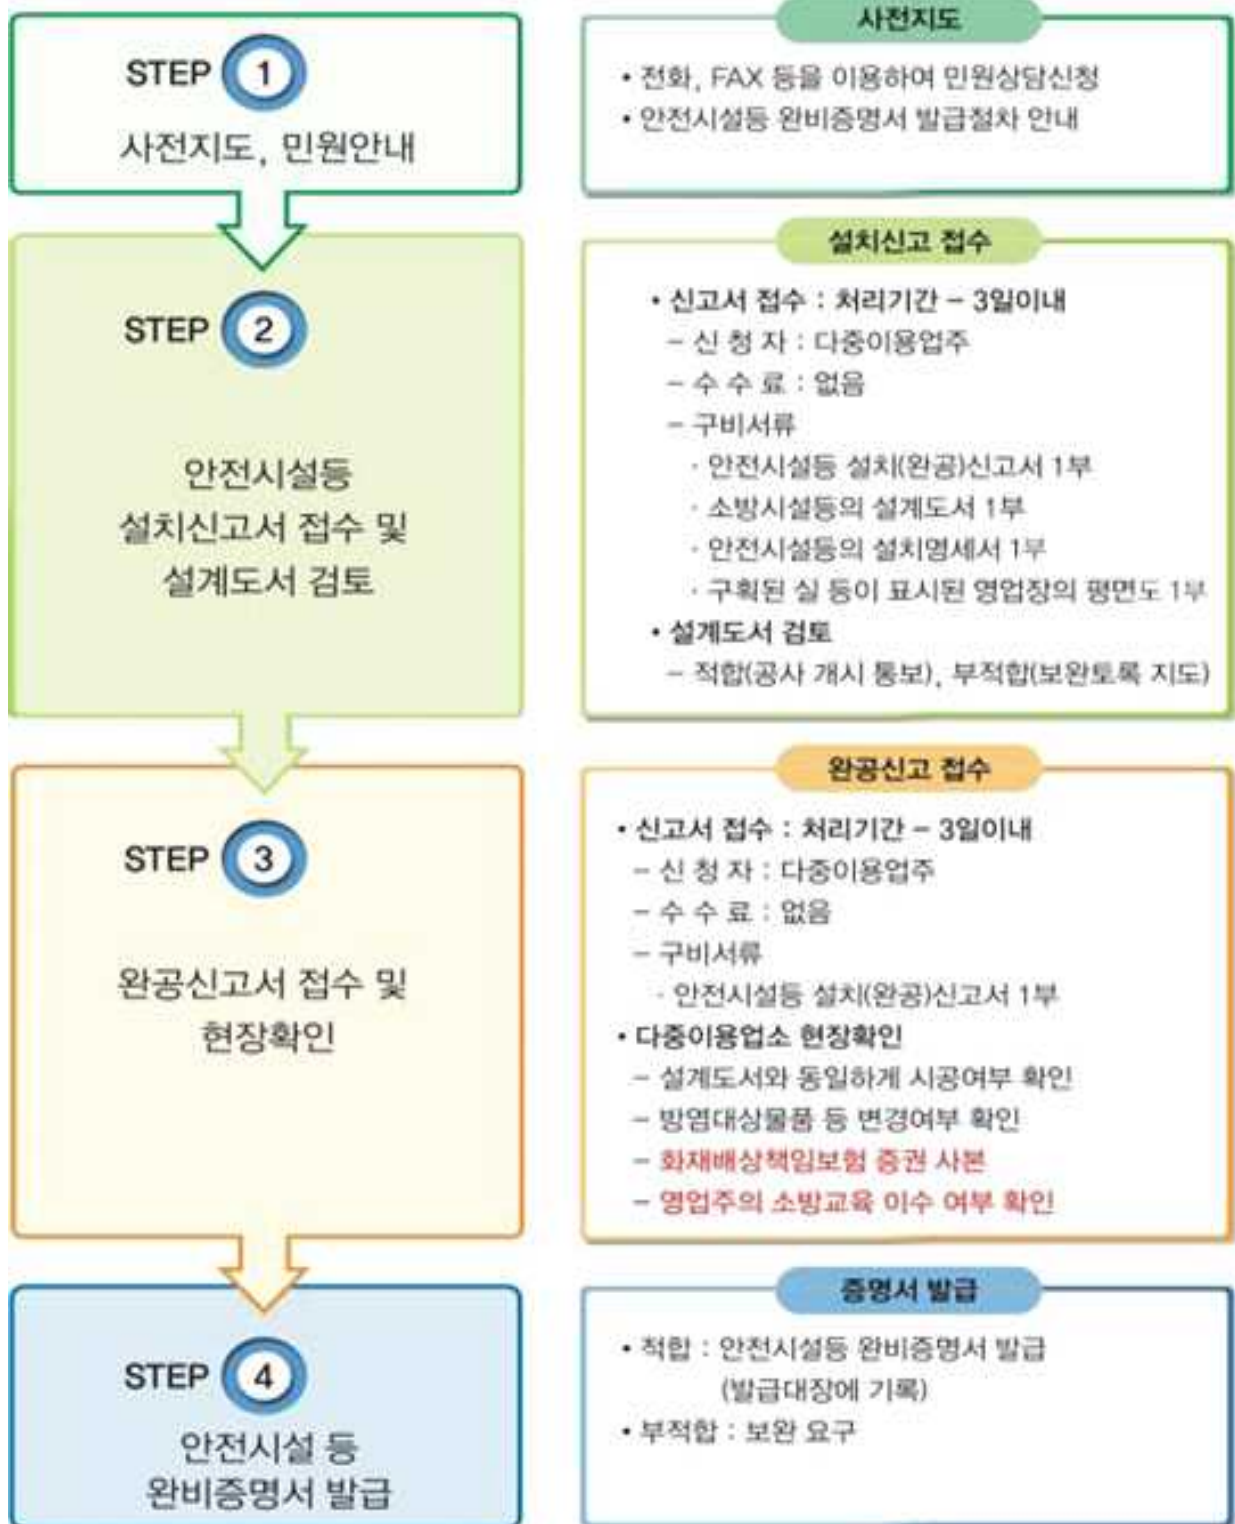 STEP 1
사전지도, 민원안내
사전지도
• 전화, FAX 등을 이용하여 민원상담신청
• 안전시설등 완비증명서 발급절차 안내
STEP 2
안전시설등
설치신고서 접수 및
설계도서 검토
설치신고 접수
• 신고서 접수 : 처리기간 – 3일이내
– 신 청 자 : 다중이용업주
– 수 수 료 : 없음
– 구비서류
· 안전시설등 설치(완공)신고서 1부
· 소방시설등의 설계도서 1부
· 안전시설등의 설치명세서 1부
· 구획된 실 등이 표시된 영업장의 평면도 1부
• 설계도서 검토
– 적합(공사 개시 통보), 부적합(보완토록 지도)
STEP 3
완공신고서 접수 및
현장확인
완공신고 접수
• 신고서 접수 : 처리기간 – 3일이내
– 신 청 자 : 다중이용업주
– 수 수 료 : 없음
– 구비서류
· 안전시설등 설치(완공)신고서 1부
• 다중이용업소 현장확인
– 설계도서와 동일하게 시공여부 확인
– 방염대상물품 등 변경여부 확인
– 화재배상책임보험 증권 사본
– 영업주의 소방교육 이수 여부 확인
STEP 4
안전시설 등
완비증명서 발급
증명서 발급
• 적합 : 안전시설등 완비증명서 발급
(발급대장에 기록)
• 부적합 : 보완 요구